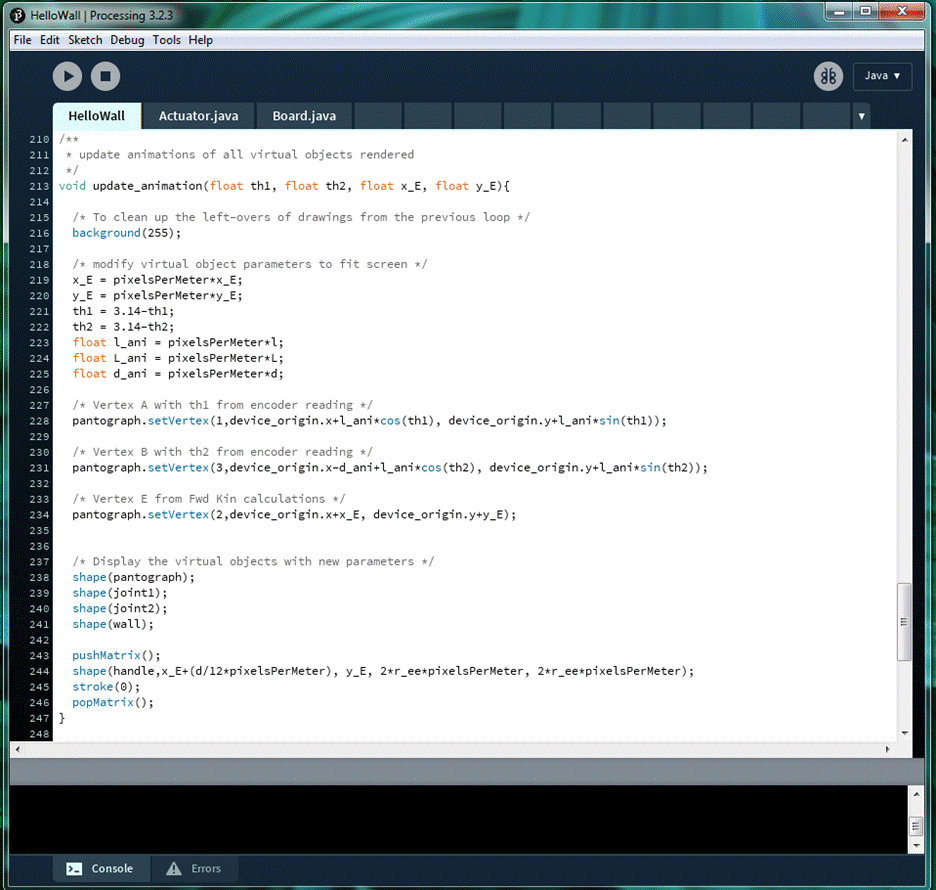 HelloWall | Processing 3.2.3
File Edit Sketch Debug Tools Help
Java ▼
HelloWall Actuator.java Board.java ▼
210 /**
211  * update animations of all virtual objects rendered
212  */
213 void update_animation(float th1, float th2, float x_E, float y_E){
214
215   /* To clean up the left-overs of drawings from the previous loop */
216   background(255);
217
218   /* modify virtual object parameters to fit screen */
219   x_E = pixelsPerMeter*x_E;
220   y_E = pixelsPerMeter*y_E;
221   th1 = 3.14-th1;
222   th2 = 3.14-th2;
223   float l_ani = pixelsPerMeter*l;
224   float L_ani = pixelsPerMeter*L;
225   float d_ani = pixelsPerMeter*d;
226
227   /* Vertex A with th1 from encoder reading */
228   pantograph.setVertex(1,device_origin.x+l_ani*cos(th1), device_origin.y+l_ani*sin(th1));
229
230   /* Vertex B with th2 from encoder reading */
231   pantograph.setVertex(3,device_origin.x-d_ani+l_ani*cos(th2), device_origin.y+l_ani*sin(th2));
232
233   /* Vertex E from Fwd Kin calculations */
234   pantograph.setVertex(2,device_origin.x+x_E, device_origin.y+y_E);
235
236
237   /* Display the virtual objects with new parameters */
238   shape(pantograph);
239   shape(joint1);
240   shape(joint2);
241   shape(wall);
242
243   pushMatrix();
244   shape(handle,x_E+(d/12*pixelsPerMeter), y_E, 2*r_ee*pixelsPerMeter, 2*r_ee*pixelsPerMeter);
245   stroke(0);
246   popMatrix();
247 }
248
Console Errors